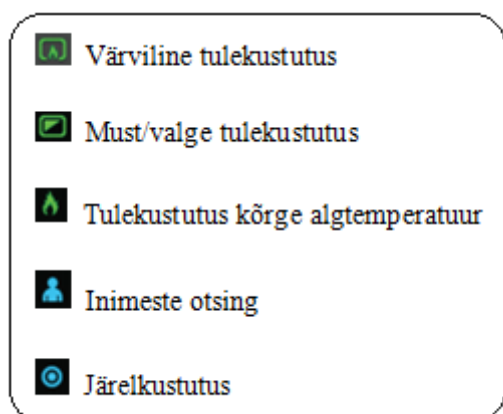 Värviline tulekustutus
Must/valge tulekustutus
Tulekustutus kõrge algtemperatuur
Inimeste otsing
Järelkustutus